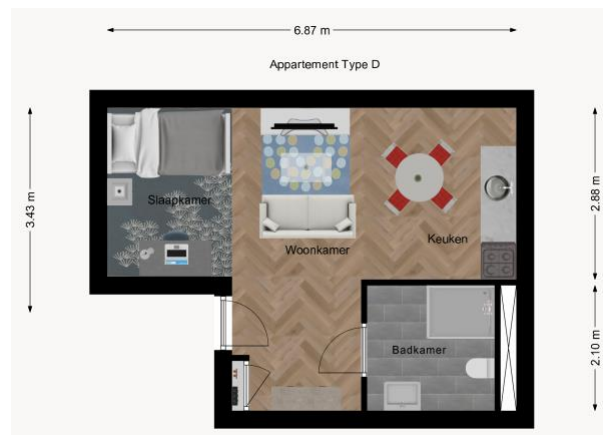 6.87 m
Appartement Type D
3.43 m
2.88 m
Slaapkamer
Keuken
Woonkamer
Badkamer
2.10 m